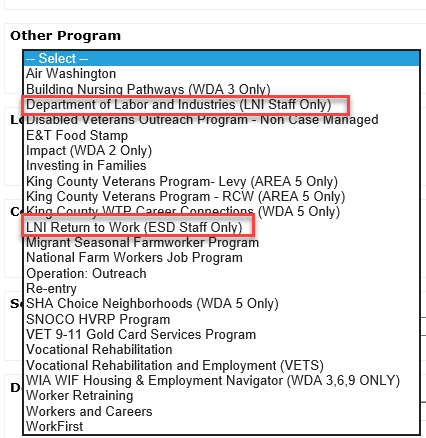 Other Program
-- Select --
Air Washington
Building Nursing Pathways (WDA 3 Only)
Department of Labor and Industries (LNI Staff Only)
Disabled Veterans Outreach Program - Non Case Managed
E&T Food Stamp
Impact (WDA 2 Only)
Investing in Families
King County Veterans Program- Levy (AREA 5 Only)
King County Veterans Program - RCW (AREA 5 Only)
King County WTP Career Connections (WDA 5 Only)
LNI Return to Work (ESD Staff Only)
Migrant Seasonal Farmworker Program
National Farm Workers Job Program
Operation: Outreach
Re-entry
SHA Choice Neighborhoods (WDA 5 Only)
SNOCO HVRP Program
VET 9-11 Gold Card Services Program
Vocational Rehabilitation
Vocational Rehabilitation and Employment (VETS)
WIA WIF Housing & Employment Navigator (WDA 3,6,9 ONLY)
Worker Retraining
Workers and Careers
WorkFirst